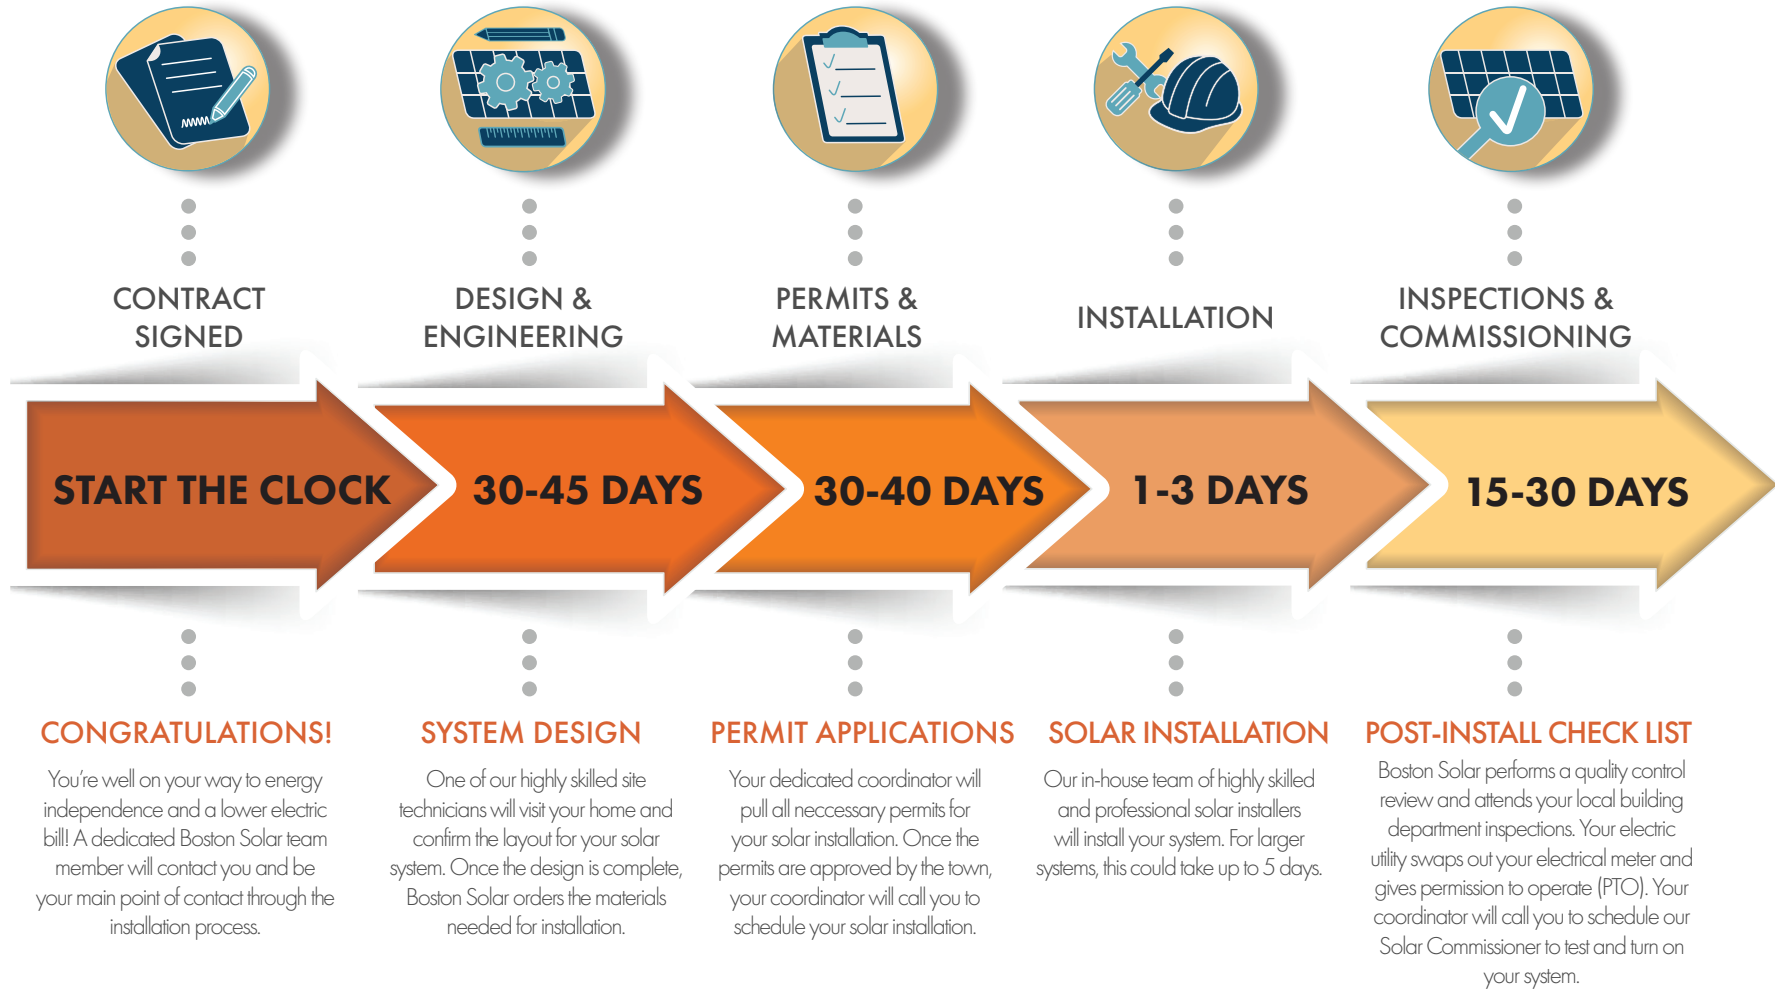 CONTRACT
SIGNED
DESIGN &
ENGINEERING
PERMITS &
MATERIALS
INSTALLATION
INSPECTIONS &
COMMISSIONING
START THE CLOCK
30-45 DAYS
30-40 DAYS
1-3 DAYS
15-30 DAYS
CONGRATULATIONS!
You're well on your way to energy
independence and a lower electric
bill! A dedicated Boston Solar team
member will contact you and be
your main point of contact through the
installation process.
SYSTEM DESIGN
One of our highly skilled site
technicians will visit your home and
confirm the layout for your solar
system. Once the design is complete,
Boston Solar orders the materials
needed for installation.
PERMIT APPLICATIONS
Your dedicated coordinator will
pull all neccessary permits for
your solar installation. Once the
permits are approved by the town,
your coordinator will call you to
schedule your solar installation.
SOLAR INSTALLATION
Our in-house team of highly skilled
and professional solar installers
will install your system. For larger
systems, this could take up to 5 days.
POST-INSTALL CHECK LIST
Boston Solar performs a quality control
review and attends your local building
department inspections. Your electric
utility swaps out your electrical meter and
gives permission to operate (PTO). Your
coordinator will call you to schedule our
Solar Commissioner to test and turn on
your system.